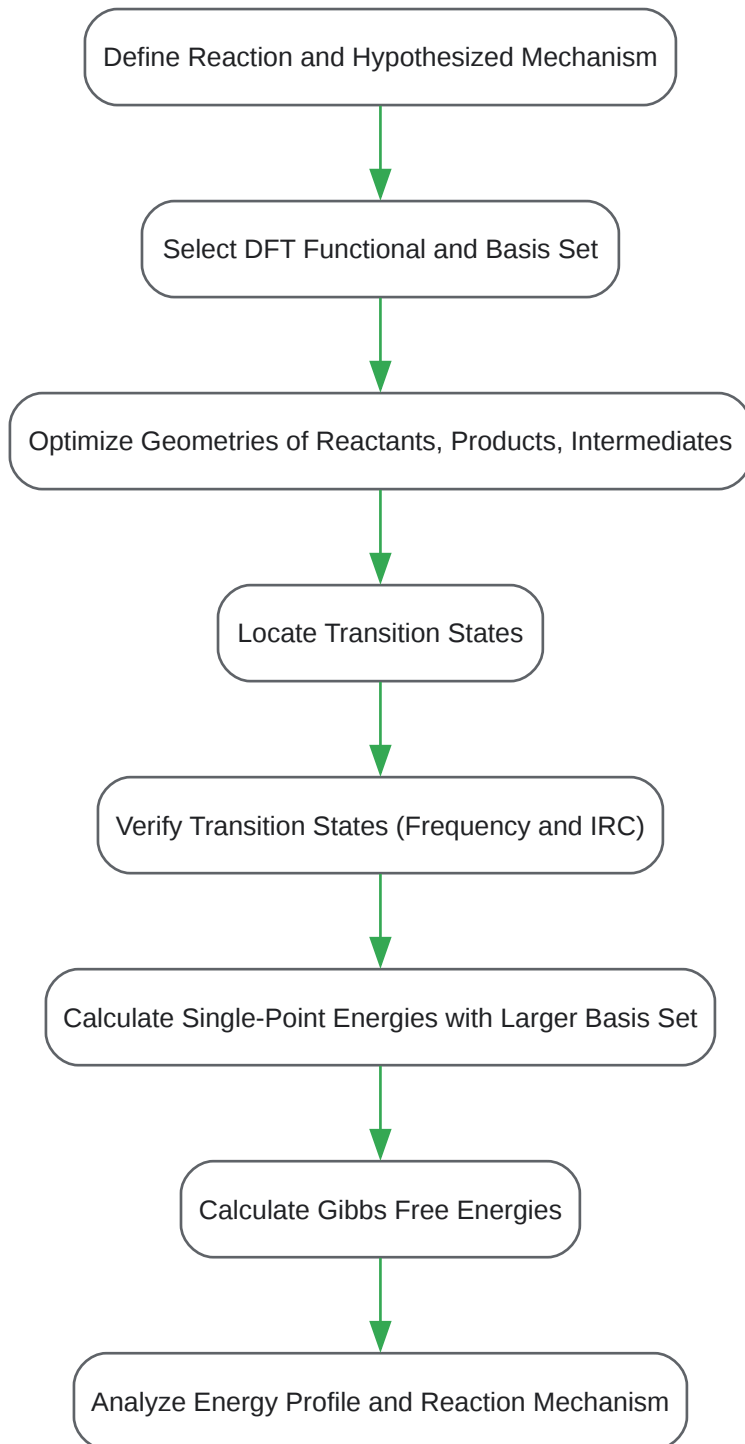 Define Reaction and Hypothesized Mechanism
Select DFT Functional and Basis Set
Optimize Geometries of Reactants, Products, Intermediates
Locate Transition States
Verify Transition States (Frequency and IRC)
Calculate Single-Point Energies with Larger Basis Set
Calculate Gibbs Free Energies
Analyze Energy Profile and Reaction Mechanism